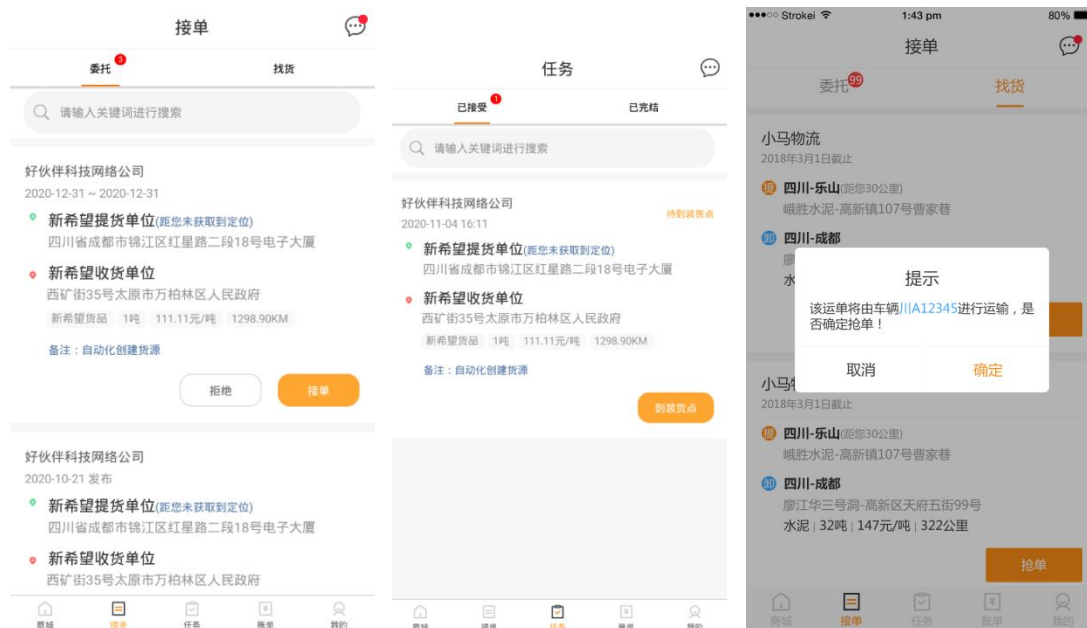 接单
委托
3
找货
请输入关键词进行搜索
好伙伴科技网络公司
2020-12-31 ~ 2020-12-31
新希望提货单位(距您未获取到定位)
四川省成都市锦江区红星路二段18号电子大厦
新希望收货单位
西矿街35号太原市万柏林区人民政府
新希望货品 1吨 111.11元/吨 1298.90KM
备注：自动化创建货源
拒绝
接单
好伙伴科技网络公司
2020-10-21 发布
新希望提货单位(距您未获取到定位)
四川省成都市锦江区红星路二段18号电子大厦
新希望收货单位
西矿街35号太原市万柏林区人民政府
商城 接单 任务 账单 我的
任务
已接受
1
已完结
请输入关键词进行搜索
好伙伴科技网络公司
待到装货点
2020-11-04 16:11
新希望提货单位(距您未获取到定位)
四川省成都市锦江区红星路二段18号电子大厦
新希望收货单位
西矿街35号太原市万柏林区人民政府
新希望货品 1吨 111.11元/吨 1298.90KM
备注：自动化创建货源
到装货点
商城 接单 任务 账单 我的
Strokei 1:43 pm 80%
接单
委托
99
找货
小马物流
2018年3月1日截止
提 四川-乐山(距您30公里)
峨胜水泥-高新镇107号曹家巷
卸 四川-成都
廖
水
提示
该运单将由车辆川A12345进行运输，是
否确定抢单！
取消
确定
小马
2018年3月1日截止
提 四川-乐山(距您30公里)
峨胜水泥-高新镇107号曹家巷
卸 四川-成都
廖江华三号洞-高新区天府五街99号
水泥 | 32吨 | 147元/吨 | 322公里
抢单
商城 接单 任务 账单 我的